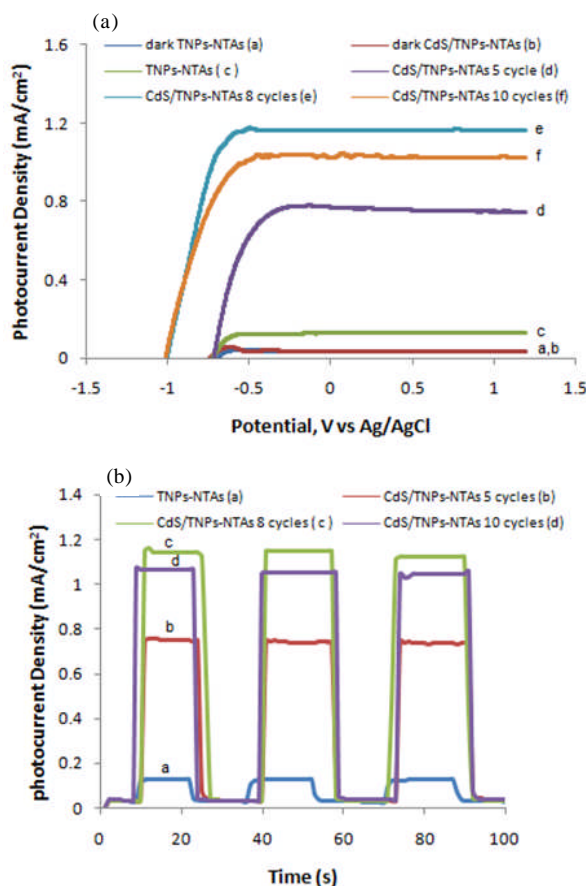 (a)
dark TNPs-NTAs (a) dark CdS/TNPs-NTAs (b)
TNPs-NTAs ( c ) CdS/TNPs-NTAs 5 cycle (d)
CdS/TNPs-NTAs 8 cycles (e) CdS/TNPs-NTAs 10 cycles (f)
Photocurrent Density (mA/cm²)
1.6
1.2
0.8
0.4
0
e
f
d
c
a,b
-1.5 -1 -0.5 0 0.5 1 1.5
Potential, V vs Ag/AgCl
(b)
TNPs-NTAs (a) CdS/TNPs-NTAs 5 cycles (b)
CdS/TNPs-NTAs 8 cycles ( c ) CdS/TNPs-NTAs 10 cycles (d)
photocurrent Density (mA/cm²)
1.4
1.2
1
0.8
0.6
0.4
0.2
0
c
d
b
a
0 20 40 60 80 100
Time (s)